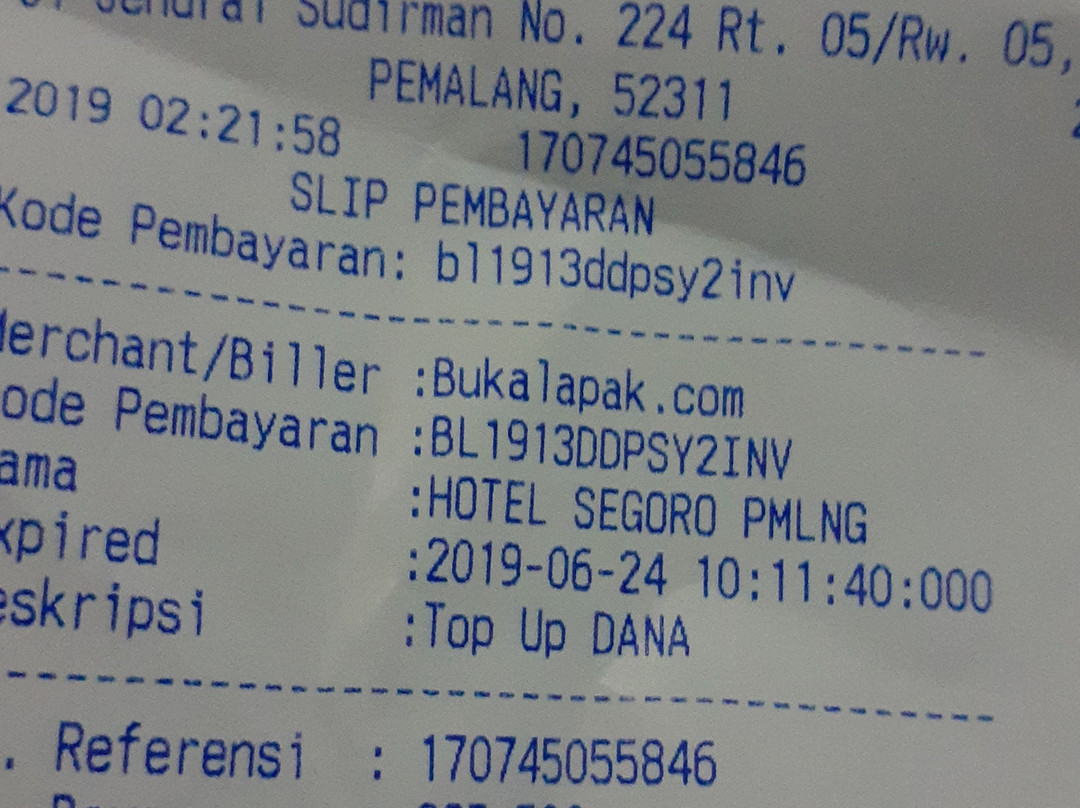 Jendral Sudirman No. 224 Rt. 05/Rw. 05,
PEMALANG, 52311
2019 02:21:58 170745055846
SLIP PEMBAYARAN
Kode Pembayaran: bl1913ddpsy2inv
Merchant/Biller :Bukalapak.com
ode Pembayaran :BL1913DDPSY2INV
ama :HOTEL SEGORO PMLNG
xpired :2019-06-24 10:11:40:000
eskripsi :Top Up DANA
. Referensi : 170745055846